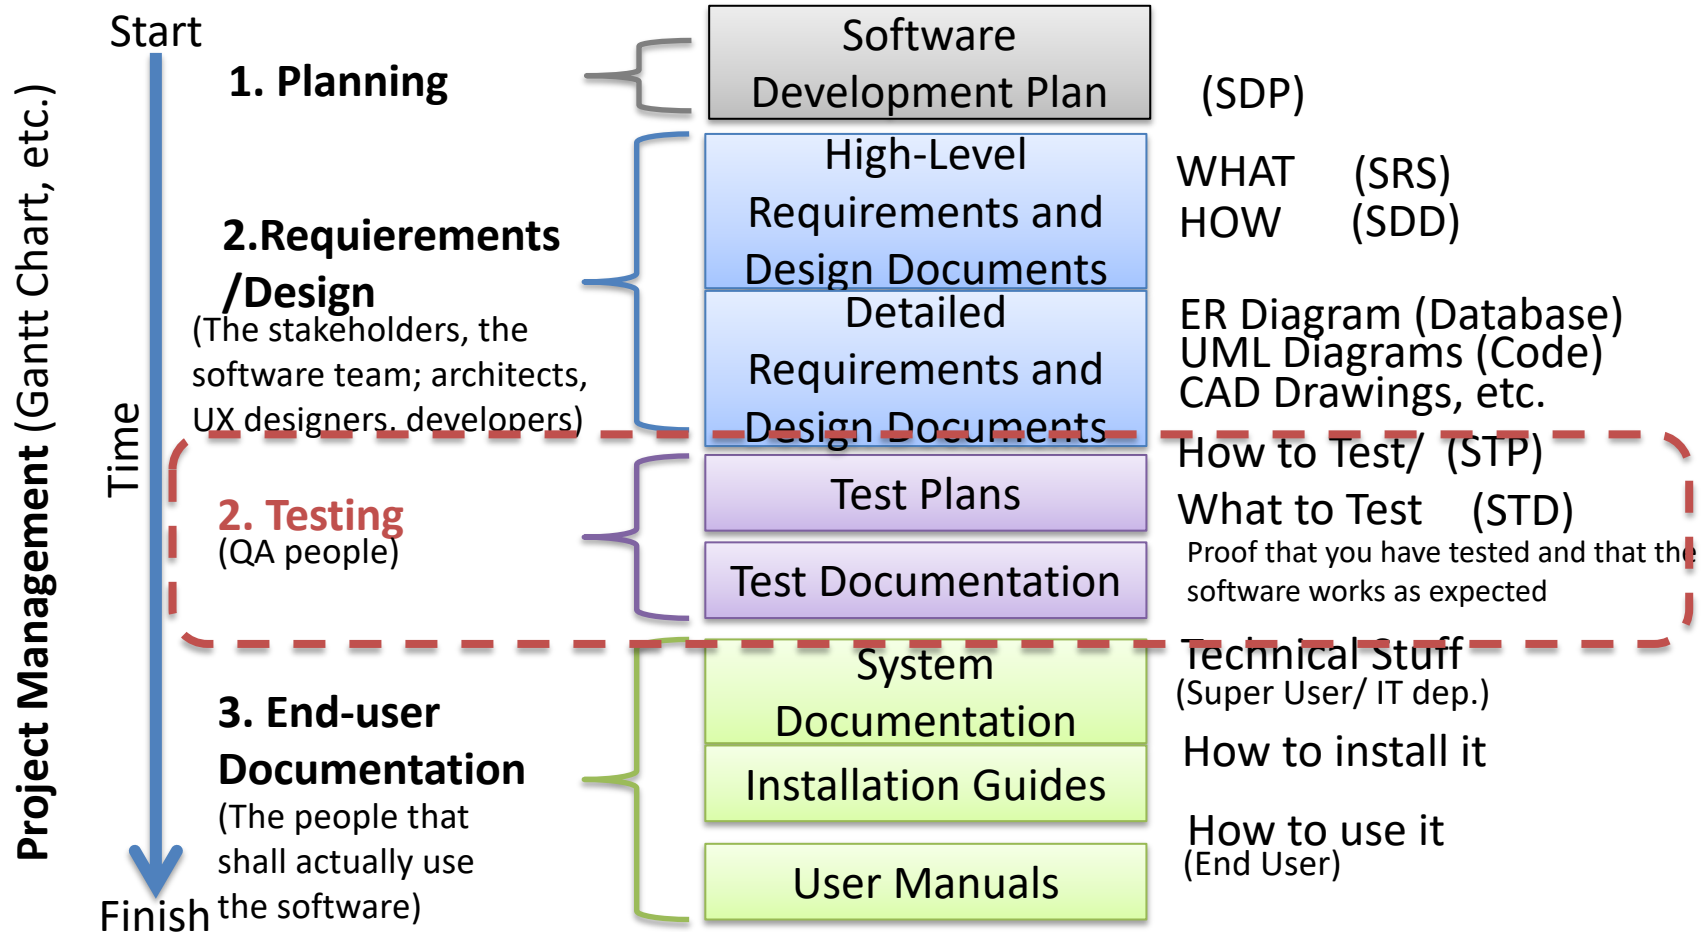 Project Management (Gantt Chart, etc.)
Start
Time
Finish
1. Planning
Software
Development Plan
(SDP)
2.Requierements
/Design
(The stakeholders, the
software team; architects,
UX designers, developers)
High-Level
Requirements and
Design Documents
WHAT (SRS)
HOW (SDD)
Detailed
Requirements and
Design Documents
ER Diagram (Database)
UML Diagrams (Code)
CAD Drawings, etc.
2. Testing
(QA people)
Test Plans
How to Test/ (STP)
What to Test (STD)
Test Documentation
Proof that you have tested and that the
software works as expected
3. End-user
Documentation
(The people that
shall actually use
the software)
System
Documentation
Technical Stuff
(Super User/ IT dep.)
Installation Guides
How to install it
User Manuals
How to use it
(End User)